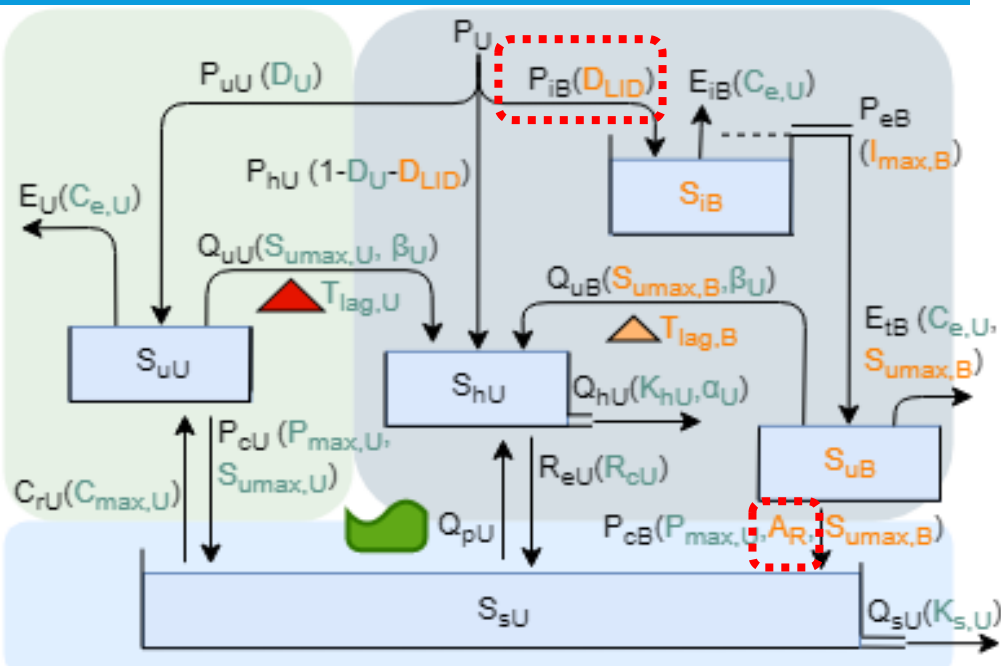 P_U
P_uU (D_U)
P_iB(D_LID)
E_iB(C_e,U)
P_eB
(I_max,B)
P_hU (1-D_U-D_LID)
S_iB
E_U(C_e,U)
Q_uU(S_umax,U, β_U)
T_lag,U
Q_uB(S_umax,B,β_U)
T_lag,B
E_tB (C_e,U,
S_umax,B)
S_uU
S_hU
Q_hU(K_hU,α_U)
S_uB
P_cU (P_max,U,
S_umax,U)
C_rU(C_max,U)
R_eU(R_cU)
Q_pU
P_cB(P_max,U,A_R, S_umax,B)
S_sU
Q_sU(K_s,U)